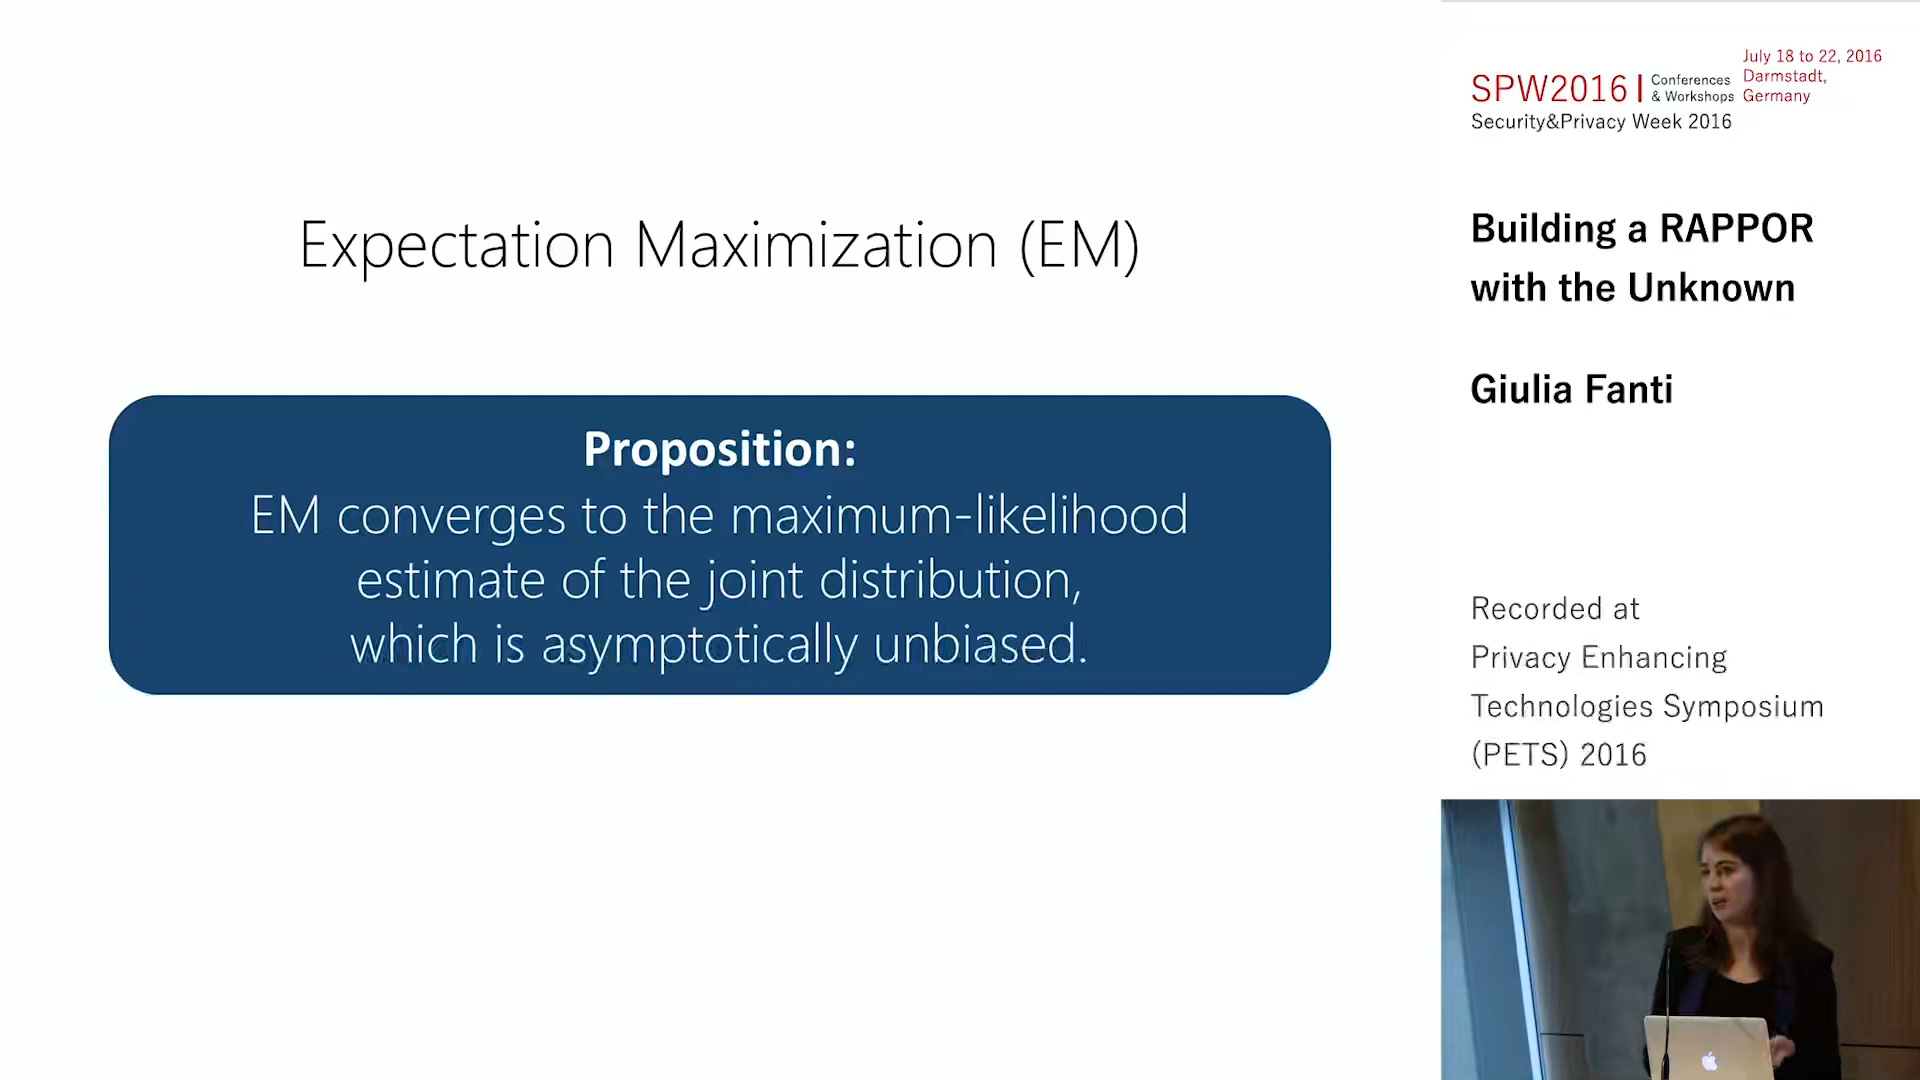 Expectation Maximization (EM)
Proposition:
EM converges to the maximum-likelihood
estimate of the joint distribution,
which is asymptotically unbiased.
SPW2016 | Conferences & Workshops
July 18 to 22, 2016
Darmstadt,
Germany
Security&Privacy Week 2016
Building a RAPPOR
with the Unknown
Giulia Fanti
Recorded at
Privacy Enhancing
Technologies Symposium
(PETS) 2016